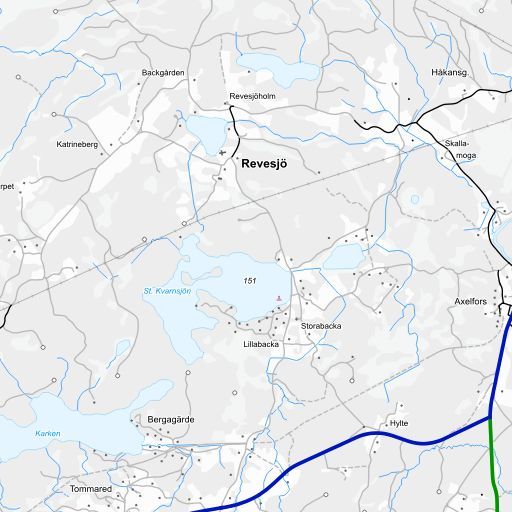 Backgården
Håkansg.
Revesjöholm
Katrineberg
Skalla-
moga
Revesjö
rpet
151
St. Kvarnsjön
Axelfors
Storabacka
Lillabacka
Bergagärde
Hylte
Karken
Tommared